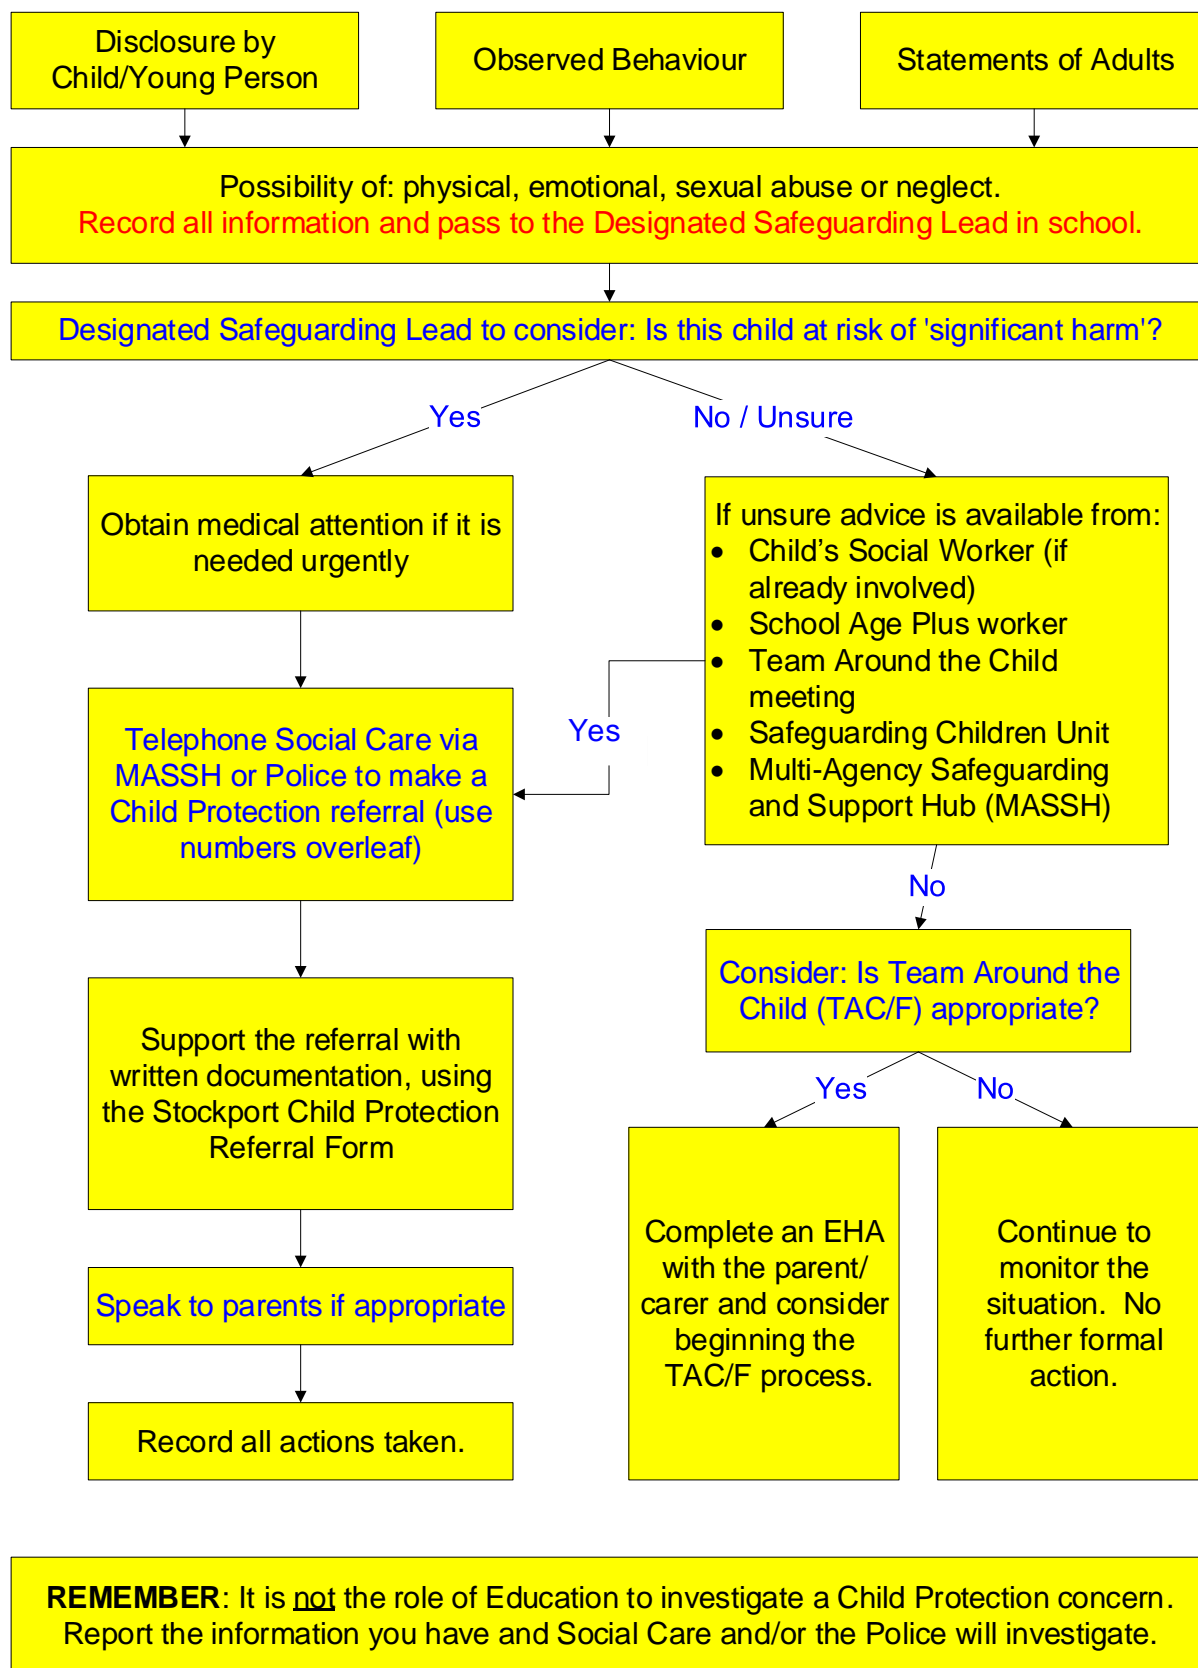 Disclosure by
Child/Young Person
Observed Behaviour
Statements of Adults
Possibility of: physical, emotional, sexual abuse or neglect.
Record all information and pass to the Designated Safeguarding Lead in school.
Designated Safeguarding Lead to consider: Is this child at risk of 'significant harm'?
Yes
No / Unsure
Obtain medical attention if it is
needed urgently
If unsure advice is available from:
• Child’s Social Worker (if
already involved)
• School Age Plus worker
• Team Around the Child
meeting
• Safeguarding Children Unit
• Multi-Agency Safeguarding
and Support Hub (MASSH)
Yes
Telephone Social Care via
MASSH or Police to make a
Child Protection referral (use
numbers overleaf)
No
Consider: Is Team Around the
Child (TAC/F) appropriate?
Support the referral with
written documentation, using
the Stockport Child Protection
Referral Form
Yes
No
Complete an EHA
with the parent/
carer and consider
beginning the
TAC/F process.
Continue to
monitor the
situation.  No
further formal
action.
Speak to parents if appropriate
Record all actions taken.
REMEMBER: It is not the role of Education to investigate a Child Protection concern.
Report the information you have and Social Care and/or the Police will investigate.